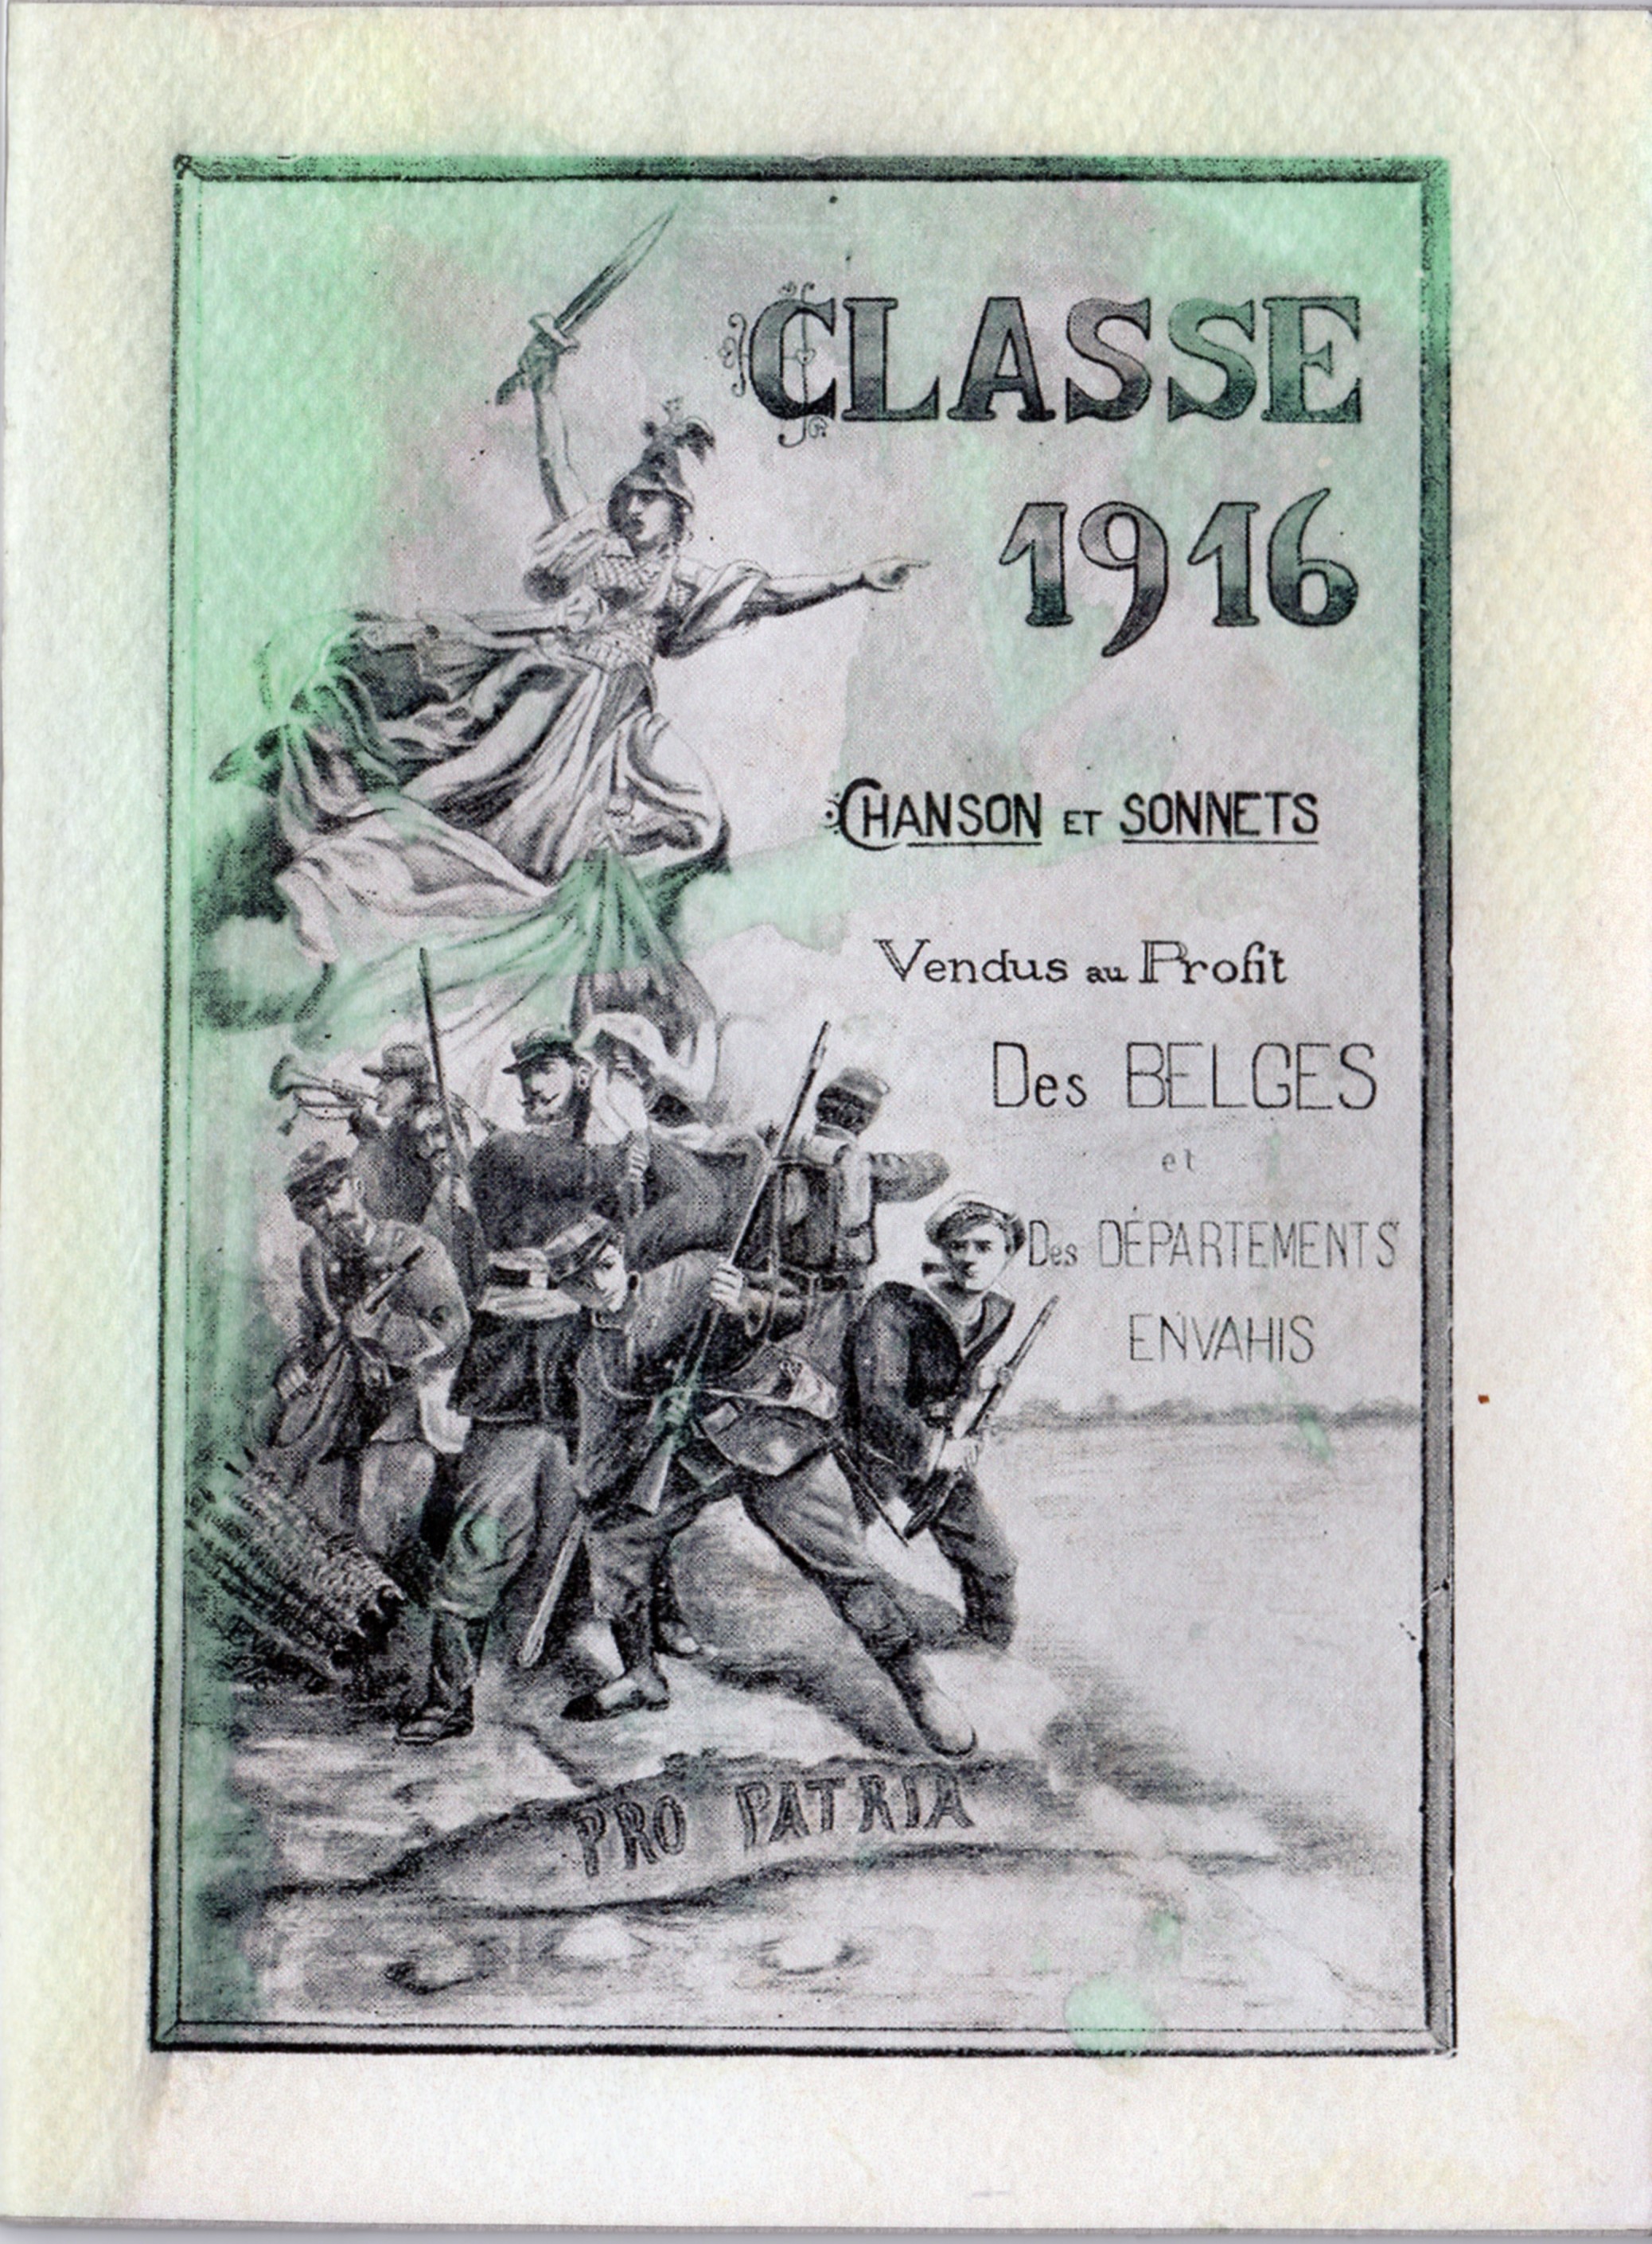 CLASSE
1916
CHANSON ET SONNETS
Vendus au Profit
Des BELGES
et
Des DÉPARTEMENTS
ENVAHIS
PRO PATRIA